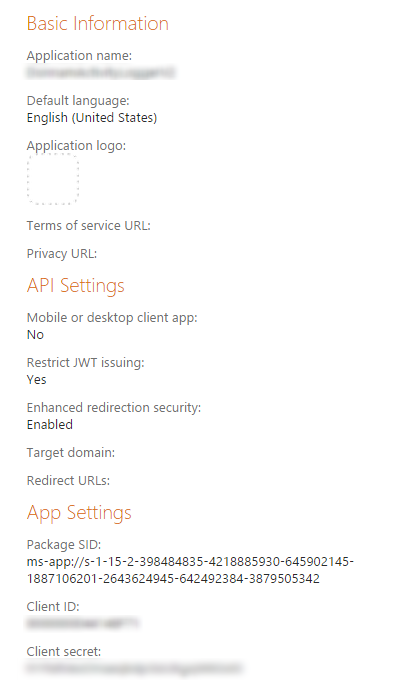 Basic Information
Application name:
Default language:
English (United States)
Application logo:
Terms of service URL:
Privacy URL:
API Settings
Mobile or desktop client app:
No
Restrict JWT issuing:
Yes
Enhanced redirection security:
Enabled
Target domain:
Redirect URLs:
App Settings
Package SID:
ms-app://s-1-15-2-398484835-4218885930-645902145-
1887106201-2643624945-642492384-3879505342
Client ID:
Client secret: